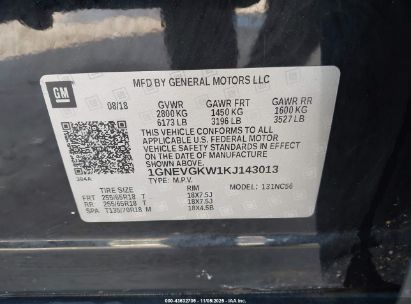 GM
MFD BY GENERAL MOTORS LLC
08/18
GVWR GAWR FRT GAWR RR
2800 KG 1450 KG 1600 KG
6173 LB 3196 LB 3527 LB
THIS VEHICLE CONFORMS TO ALL
APPLICABLE U.S. FEDERAL MOTOR
VEHICLE SAFETY STANDARDS IN EFFECT
ON THE DATE OF MANUFACTURE
SHOWN ABOVE.
1GNEVGKW1KJ143013
TYPE: M.P.V. MODEL: 131NC56
TIRE SIZE RIM
FRT 255/65R18 T 18X7.5J
RR 255/65R18 T 18X7.5J
SPA T135/70R18 M 18X4.5B